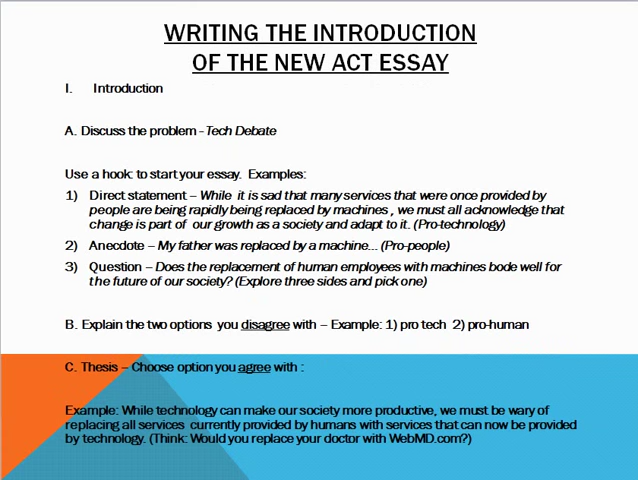 WRITING THE INTRODUCTION
OF THE NEW ACT ESSAY
I. Introduction
A. Discuss the problem - Tech Debate
Use a hook: to start your essay. Examples:
1) Direct statement – While it is sad that many services that were once provided by
people are being rapidly being replaced by machines , we must all acknowledge that
change is part of our growth as a society and adapt to it. (Pro-technology)
2) Anecdote – My father was replaced by a machine... (Pro-people)
3) Question – Does the replacement of human employees with machines bode well for
the future of our society? (Explore three sides and pick one)
B. Explain the two options you disagree with – Example: 1) pro tech 2) pro-human
C. Thesis – Choose option you agree with :
Example: While technology can make our society more productive, we must be wary of
replacing all services currently provided by humans with services that can now be provided
by technology. (Think: Would you replace your doctor with WebMD.com?)